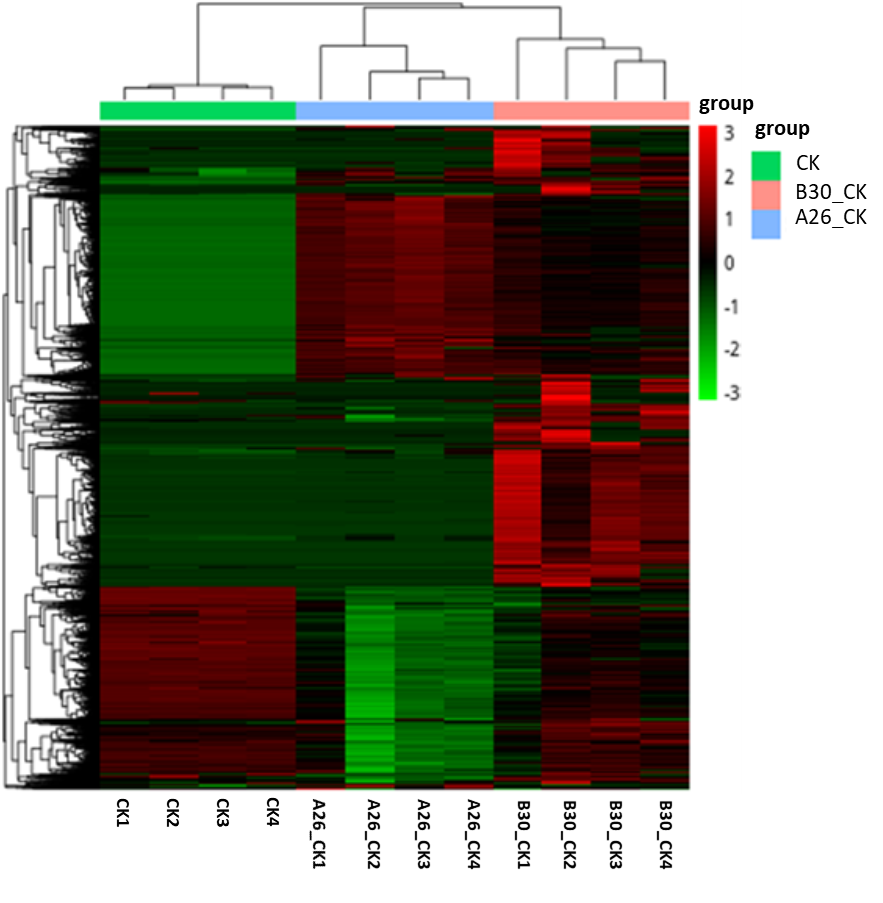 group
group
3
2
1
0
-1
-2
-3
CK
B30_CK
A26_CK
CK1
CK2
CK3
CK4
A26_CK1
A26_CK2
A26_CK3
A26_CK4
B30_CK1
B30_CK2
B30_CK3
B30_CK4